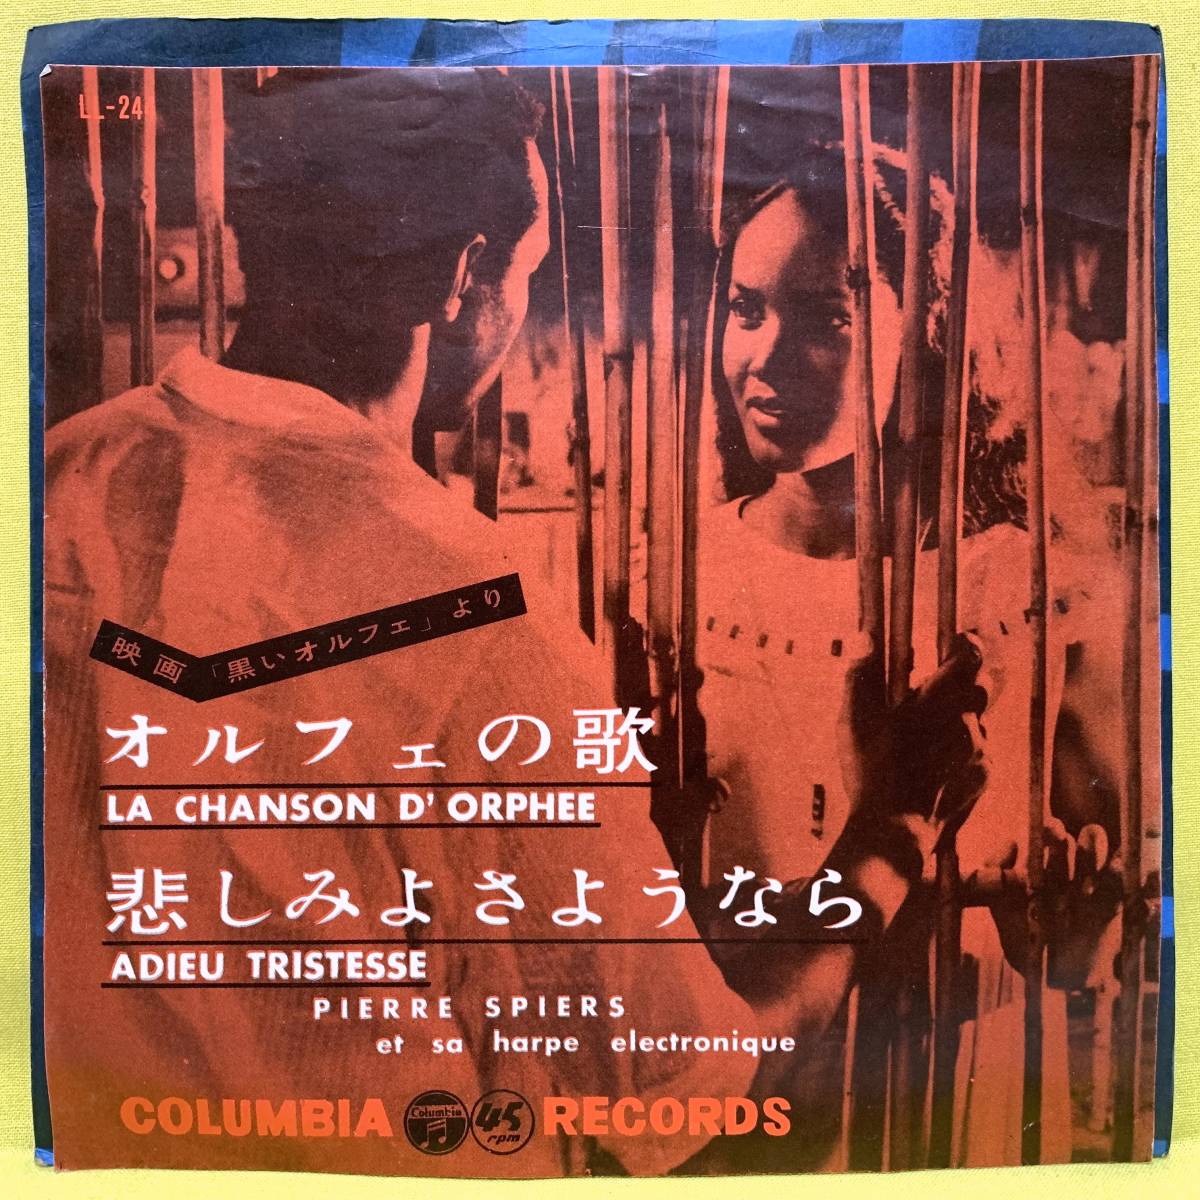 LL-24
映画「黒いオルフェ」より
オルフェの歌
LA CHANSON D' ORPHEE
悲しみよさようなら
ADIEU TRISTESSE
PIERRE SPIERS
et sa harpe electronique
COLUMBIA Columbia 45 rpm RECORDS